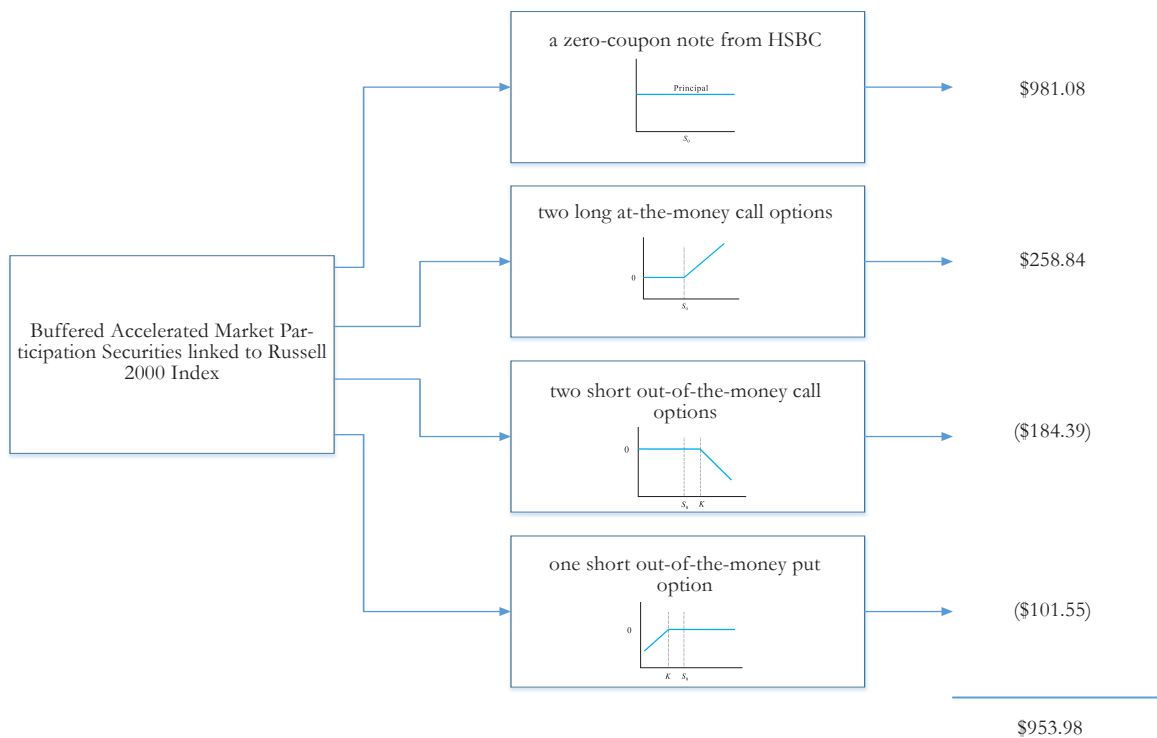 a zero-coupon note from HSBC
Principal
S₀
$981.08
two long at-the-money call options
0
S₀
$258.84
Buffered Accelerated Market Par-
ticipation Securities linked to Russell
2000 Index
two short out-of-the-money call
options
0
S₀ K
($184.39)
one short out-of-the-money put
option
0
K S₀
($101.55)
$953.98